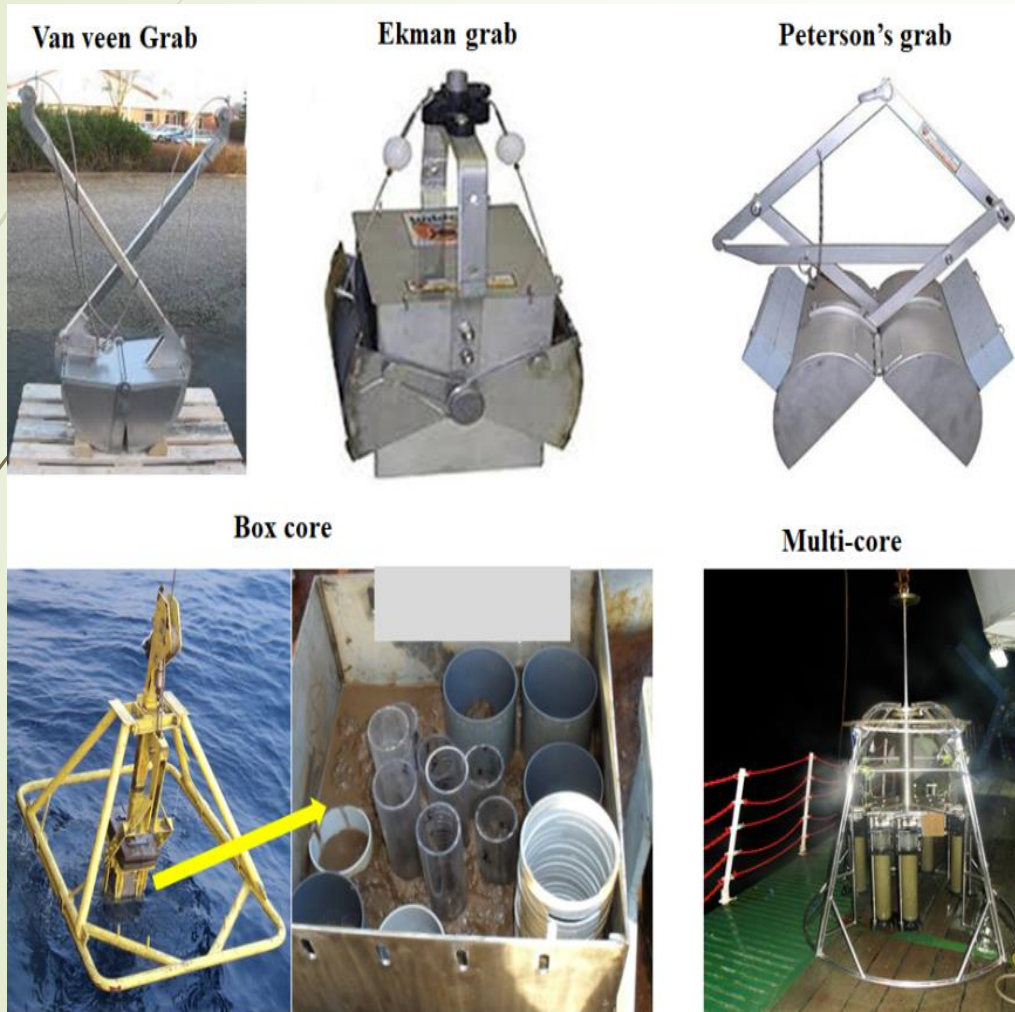 Van veen Grab
Ekman grab
Peterson's grab
Box core
Multi-core